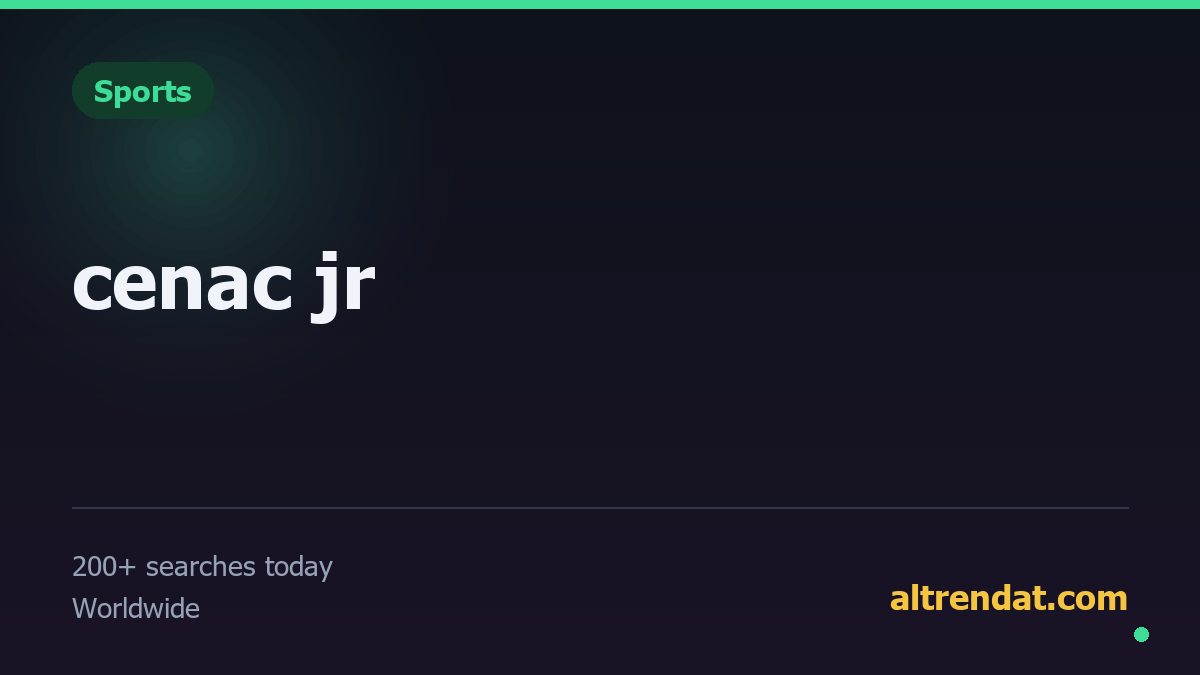 Sports
cenac jr
200+ searches today
Worldwide
altrendat.com